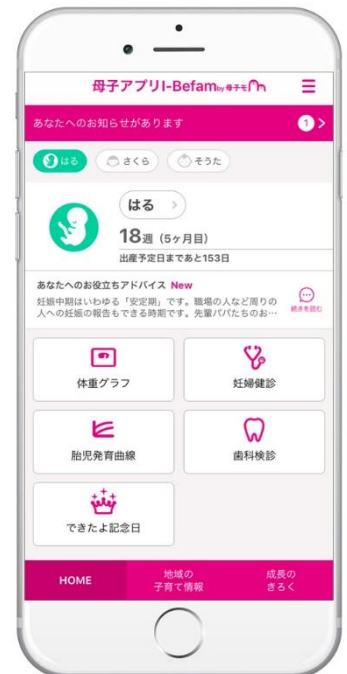 母子アプリI-Befam by 母子モ
あなたへのお知らせがあります 1
はる さくら そうた
はる
18週（5ヶ月目）
出産予定日まであと153日
あなたへのお役立ちアドバイス New
妊娠中期はいわゆる「安定期」です。職場の人など周りの
人への妊娠の報告もできる時期です。先輩パパたちのお…
続きを読む
体重グラフ 妊婦健診
胎児発育曲線 歯科検診
できたよ記念日
HOME 地域の 成長の
子育て情報 きろく